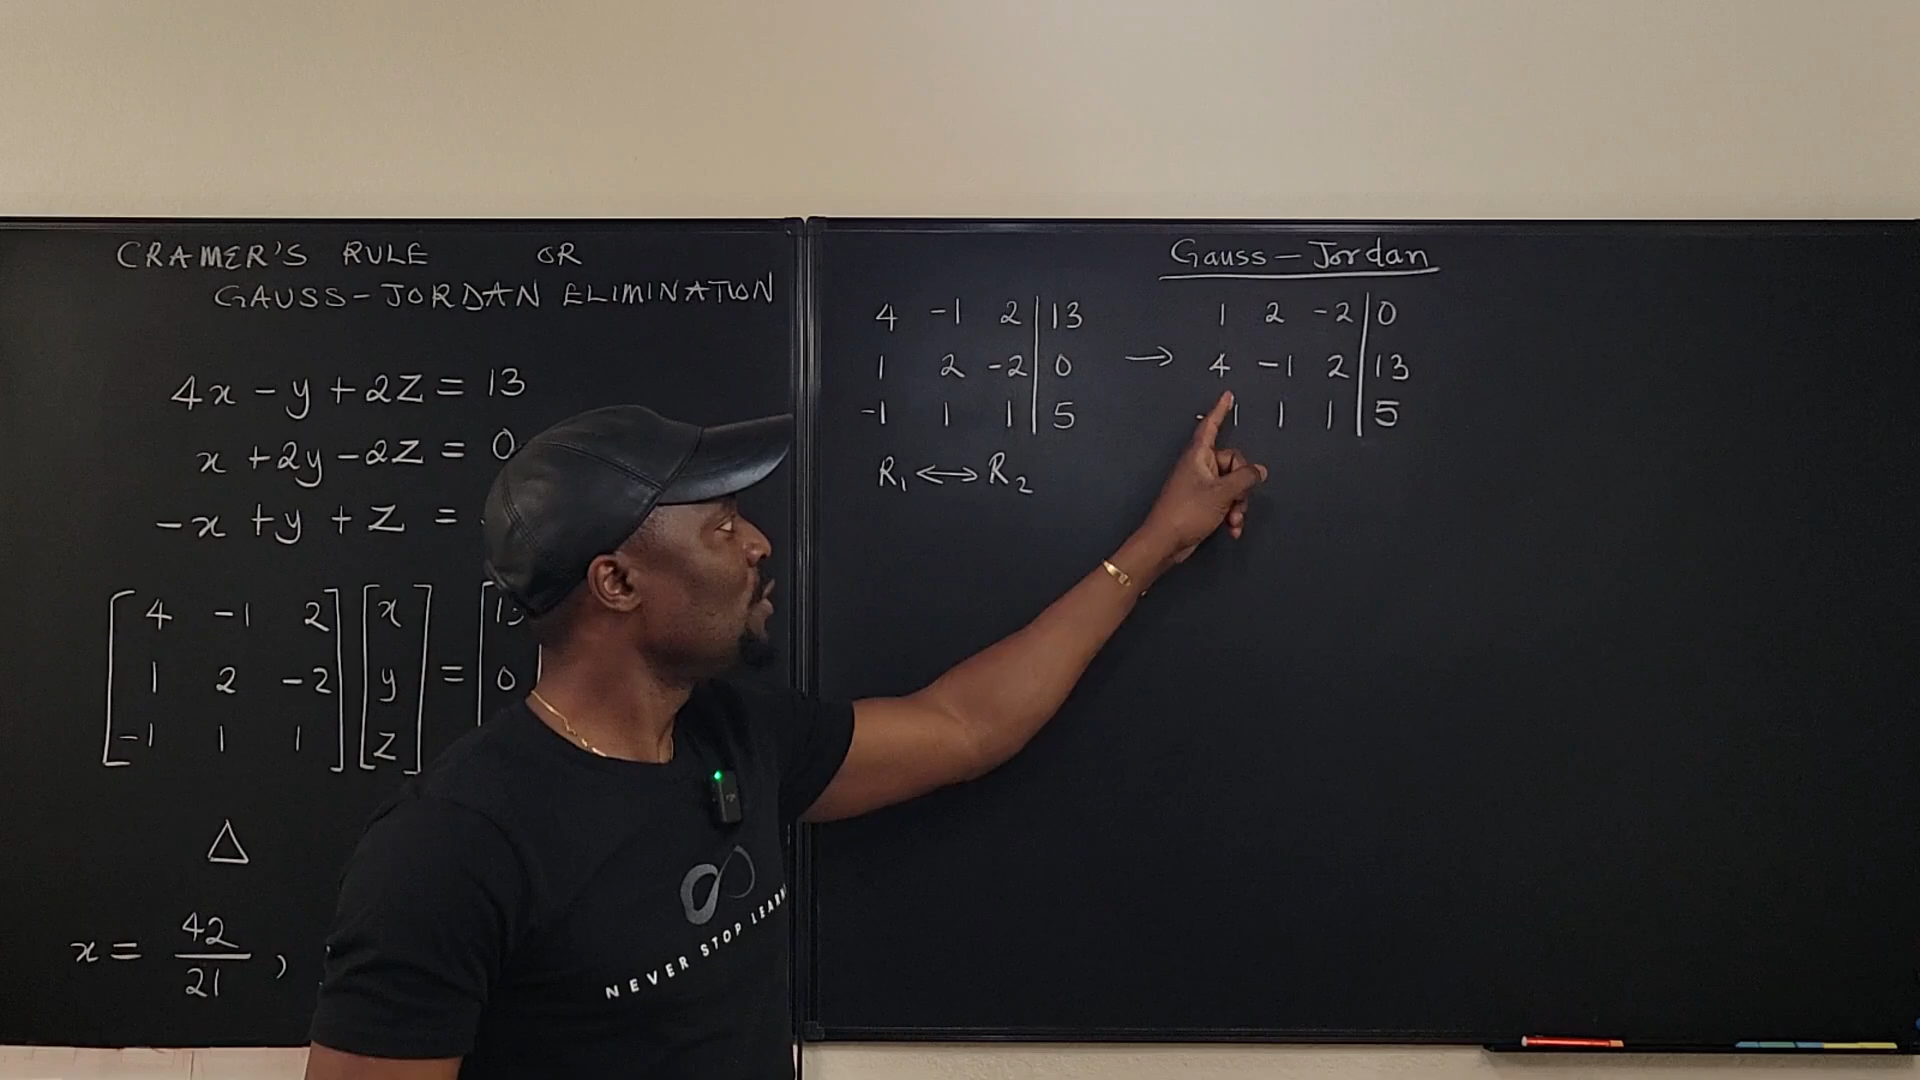 CRAMER'S RULE OR
GAUSS-JORDAN ELIMINATION
4x - y + 2z = 13
x + 2y - 2z = 0
-x + y + z =
4 -1 2 x
1 2 -2 y = 0
-1 1 1 z
Δ
x = 42/21 ,
Gauss - Jordan
4 -1 2 | 13 1 2 -2 | 0
1 2 -2 | 0 → 4 -1 2 | 13
-1 1 1 | 5 -1 1 1 | 5
R₁ ↔ R₂
NEVER STOP